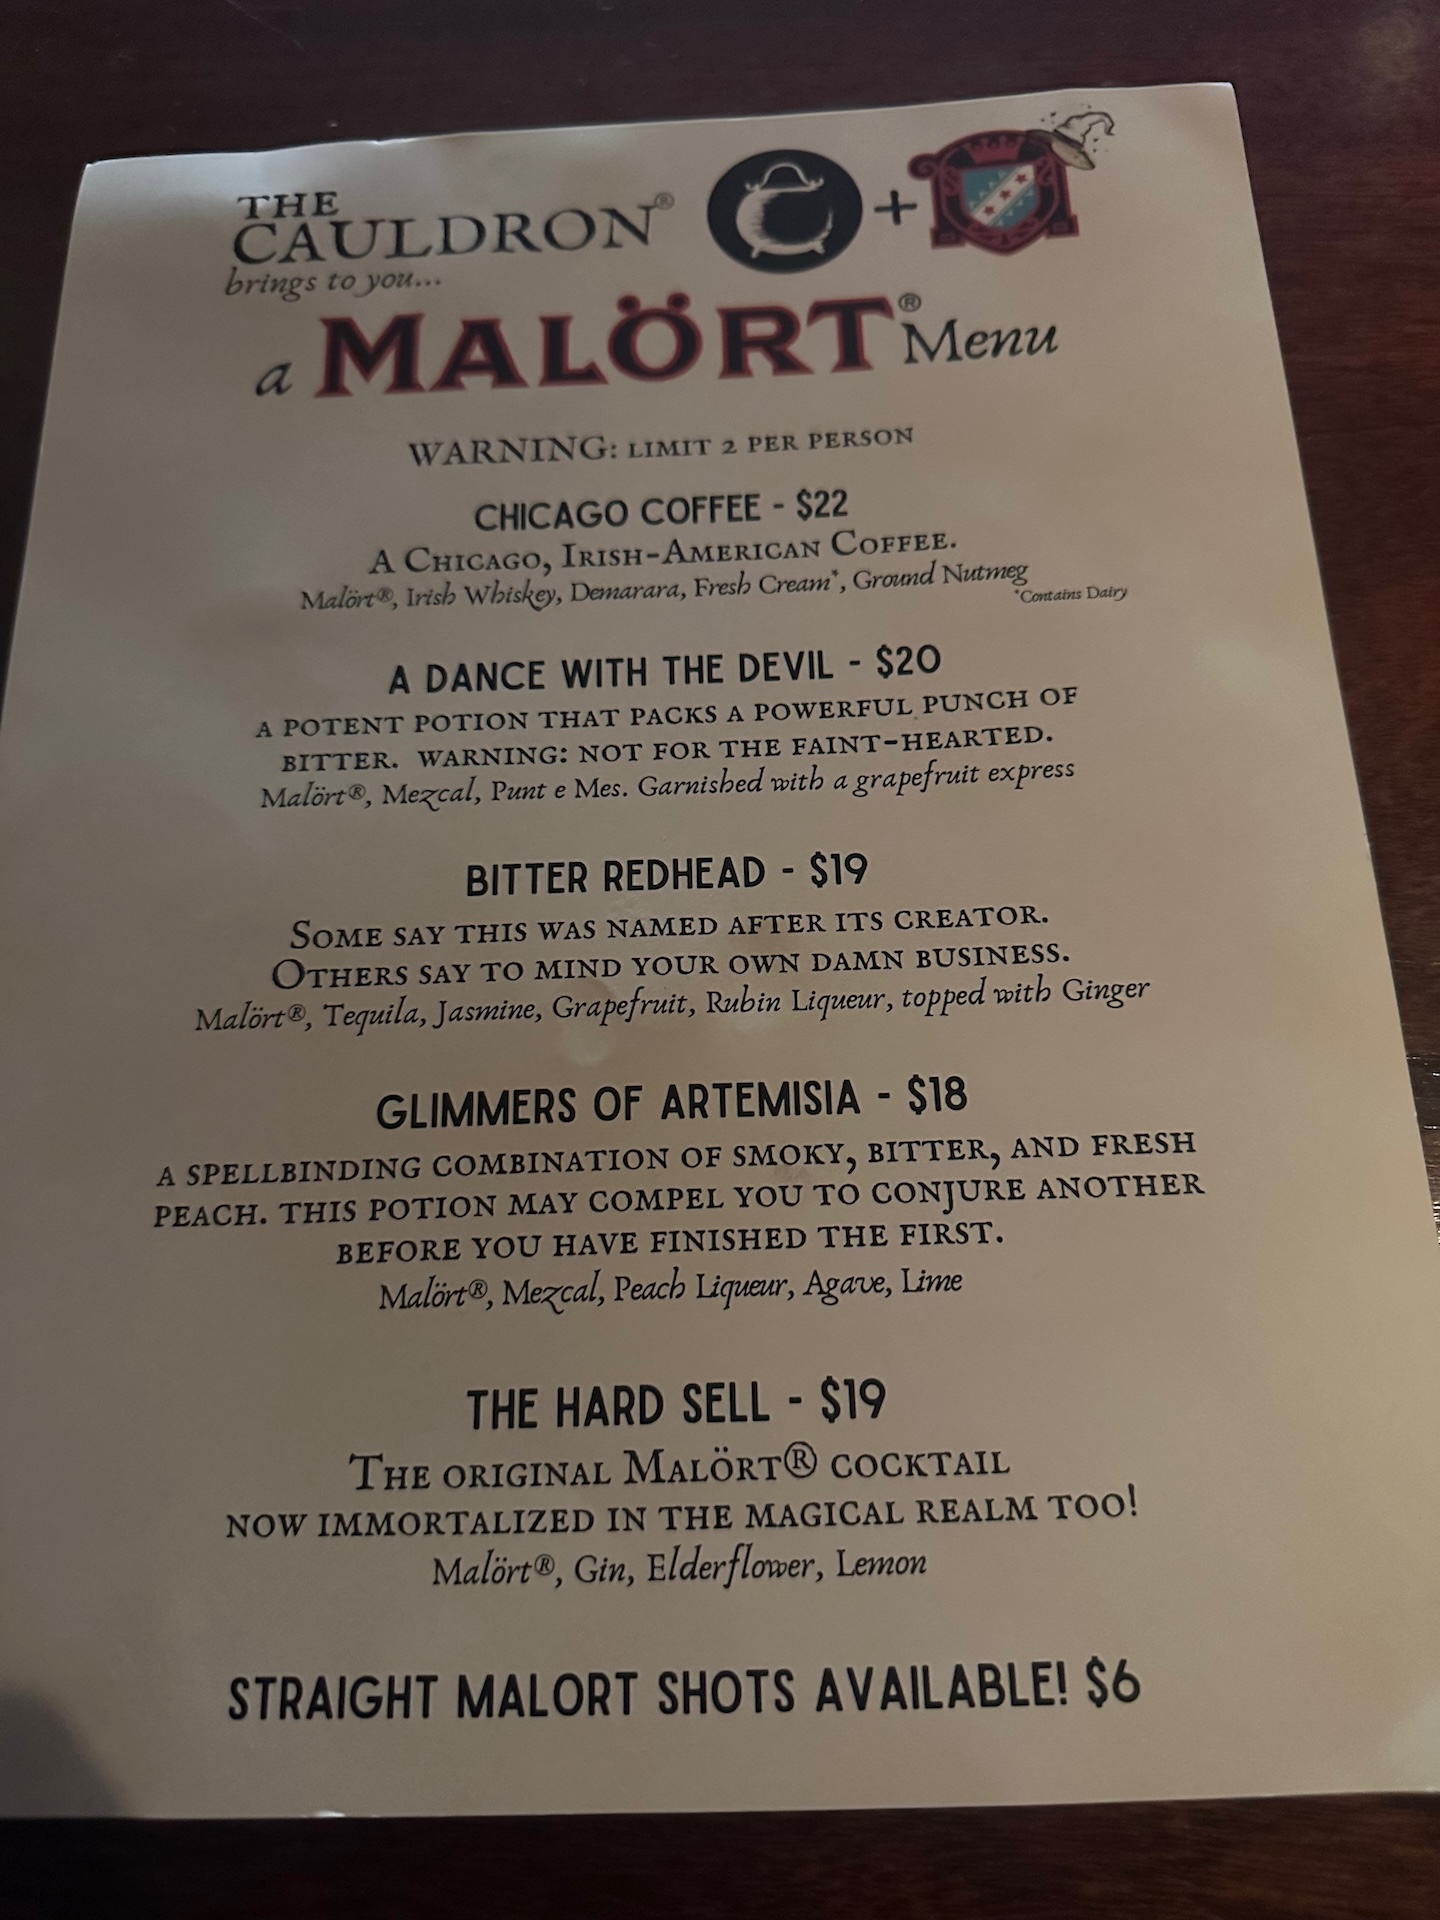 THE
CAULDRON®
brings to you...
a MALÖRT® Menu
WARNING: LIMIT 2 PER PERSON
CHICAGO COFFEE - $22
A CHICAGO, IRISH-AMERICAN COFFEE.
Malört®, Irish Whiskey, Demarara, Fresh Cream*, Ground Nutmeg
*Contains Dairy
A DANCE WITH THE DEVIL - $20
A POTENT POTION THAT PACKS A POWERFUL PUNCH OF
BITTER. WARNING: NOT FOR THE FAINT-HEARTED.
Malört®, Mezcal, Punt e Mes. Garnished with a grapefruit express
BITTER REDHEAD - $19
SOME SAY THIS WAS NAMED AFTER ITS CREATOR.
OTHERS SAY TO MIND YOUR OWN DAMN BUSINESS.
Malört®, Tequila, Jasmine, Grapefruit, Rubin Liqueur, topped with Ginger
GLIMMERS OF ARTEMISIA - $18
A SPELLBINDING COMBINATION OF SMOKY, BITTER, AND FRESH
PEACH. THIS POTION MAY COMPEL YOU TO CONJURE ANOTHER
BEFORE YOU HAVE FINISHED THE FIRST.
Malört®, Mezcal, Peach Liqueur, Agave, Lime
THE HARD SELL - $19
THE ORIGINAL MALÖRT® COCKTAIL
NOW IMMORTALIZED IN THE MAGICAL REALM TOO!
Malört®, Gin, Elderflower, Lemon
STRAIGHT MALORT SHOTS AVAILABLE! $6